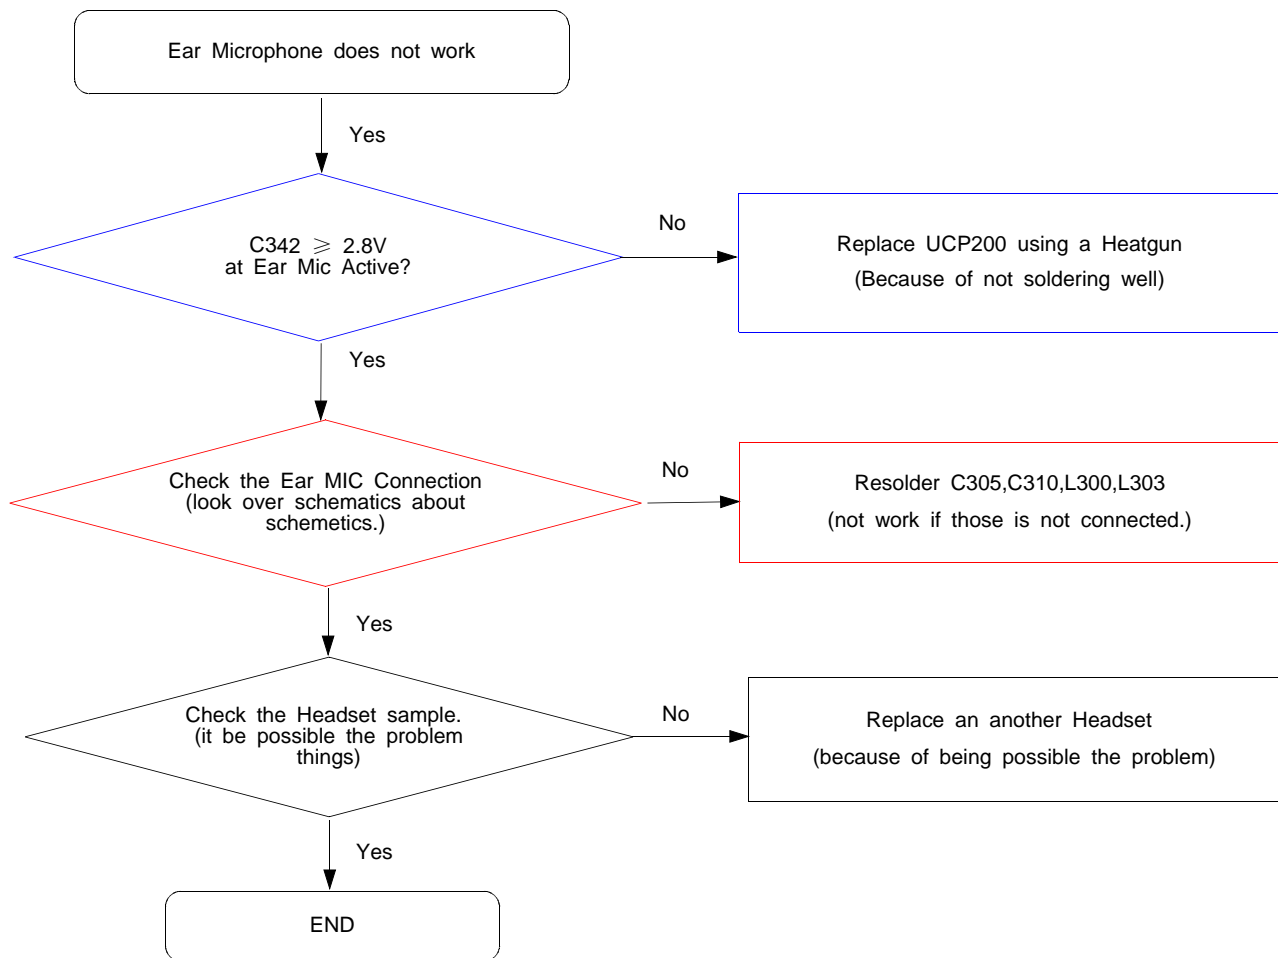 Ear Microphone does not work
Yes
C342 ≥ 2.8V
at Ear Mic Active?
No
Replace UCP200 using a Heatgun
(Because of not soldering well)
Yes
Check the Ear MIC Connection
(look over schematics about
schemetics.)
No
Resolder C305,C310,L300,L303
(not work if those is not connected.)
Yes
Check the Headset sample.
(it be possible the problem
things)
No
Replace an another Headset
(because of being possible the problem)
Yes
END